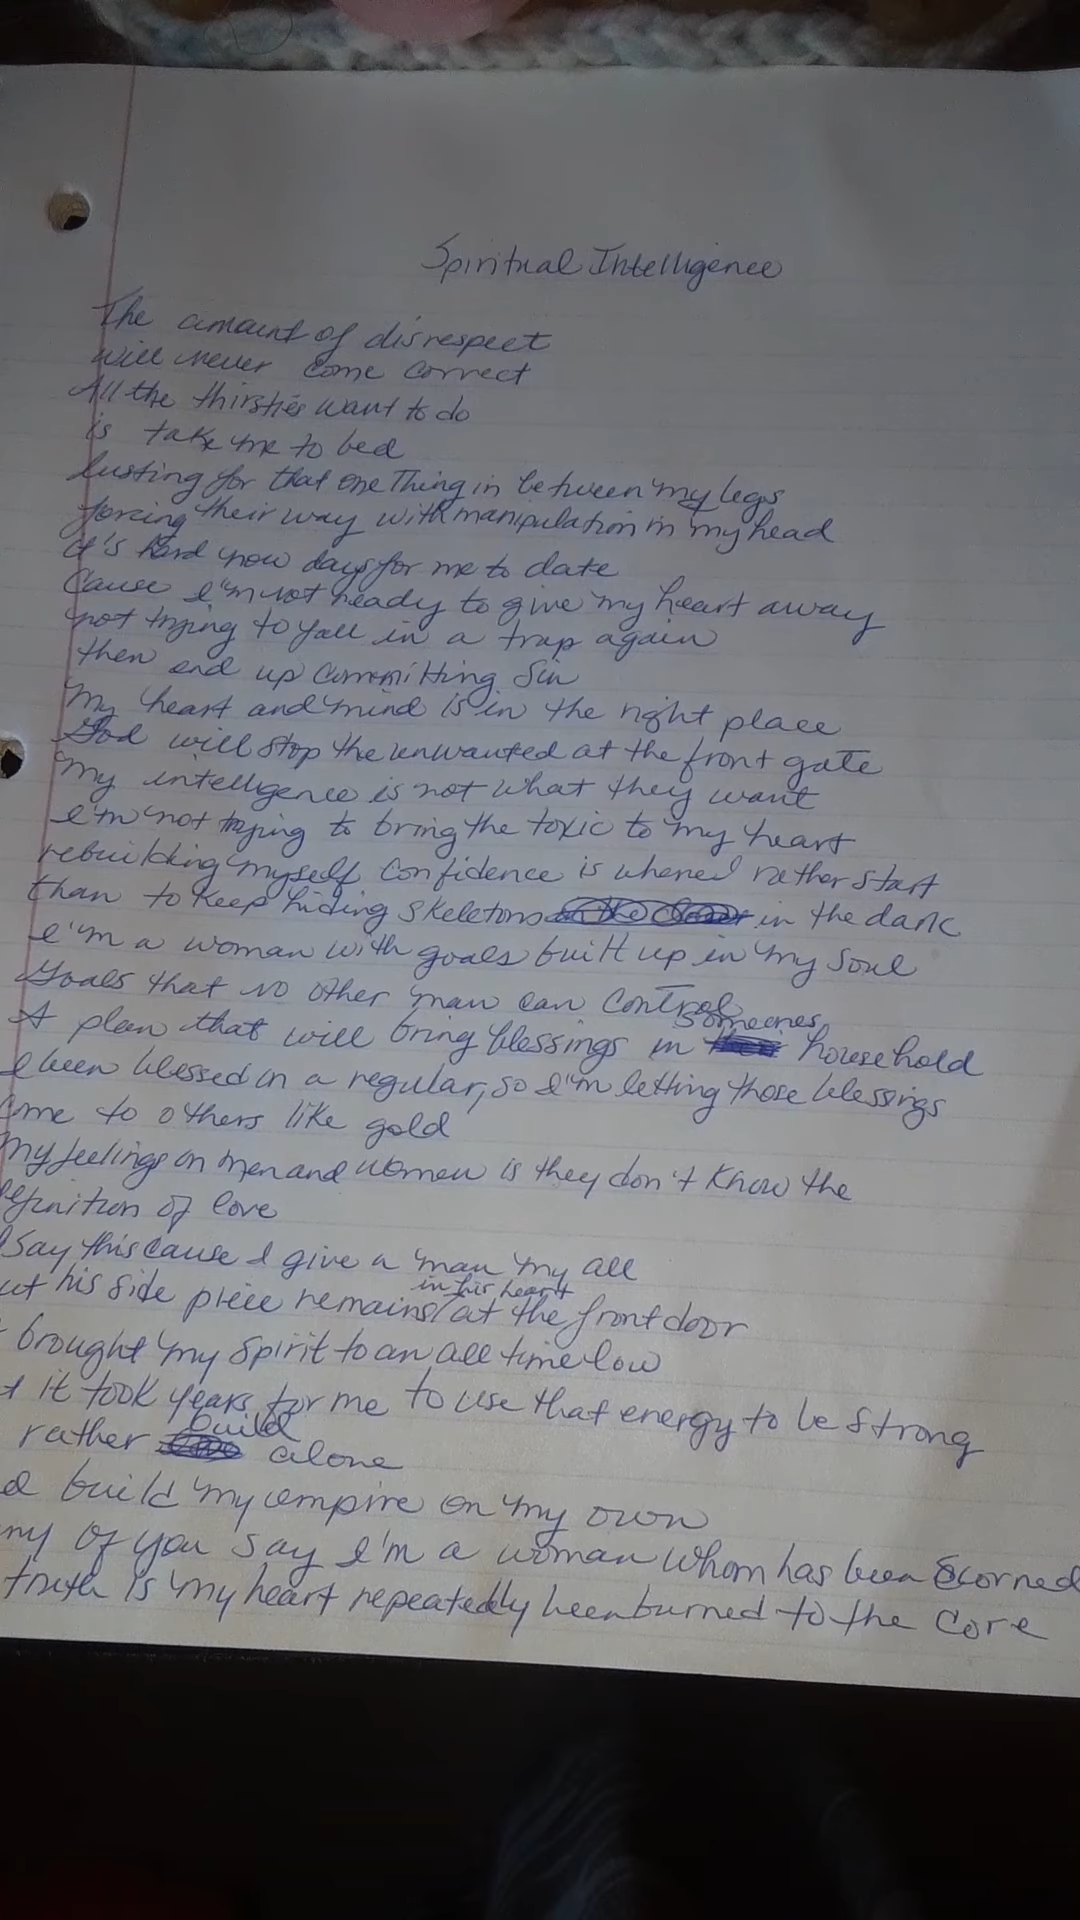 Spiritual Intelligence
The amount of disrespect
will never come correct
All the thirsties want to do
is take me to bed
lusting for that one Thing in between my legs
forcing their way with manipulation in my head
it's hard now days for me to date
Cause I'm not ready to give my heart away
not trying to fall in a trap again
then end up committing Sin
My heart and mind is in the right place
God will stop the unwanted at the front gate
My intelligence is not what they want
I'm not trying to bring the toxic to my heart
rebuilding myself confidence is where I rather start
than to keep hiding skeletons in the dark
I'm a woman with goals built up in my Soul
Goals that no other man can control
A plan that will bring blessings in someones household
I been blessed on a regular, so I'm letting those blessings
ome to others like gold
My feelings on men and women is they don't know the
efinition of love
I Say this cause I give a man my all
ut his side piece remains in his heart at the front door
brought my Spirit to an all time low
it took years for me to use that energy to be Strong
rather build alone
build my empire on my own
ny of you say I'm a woman whom has been Scorned
truth is my heart repeatedly been burned to the Core